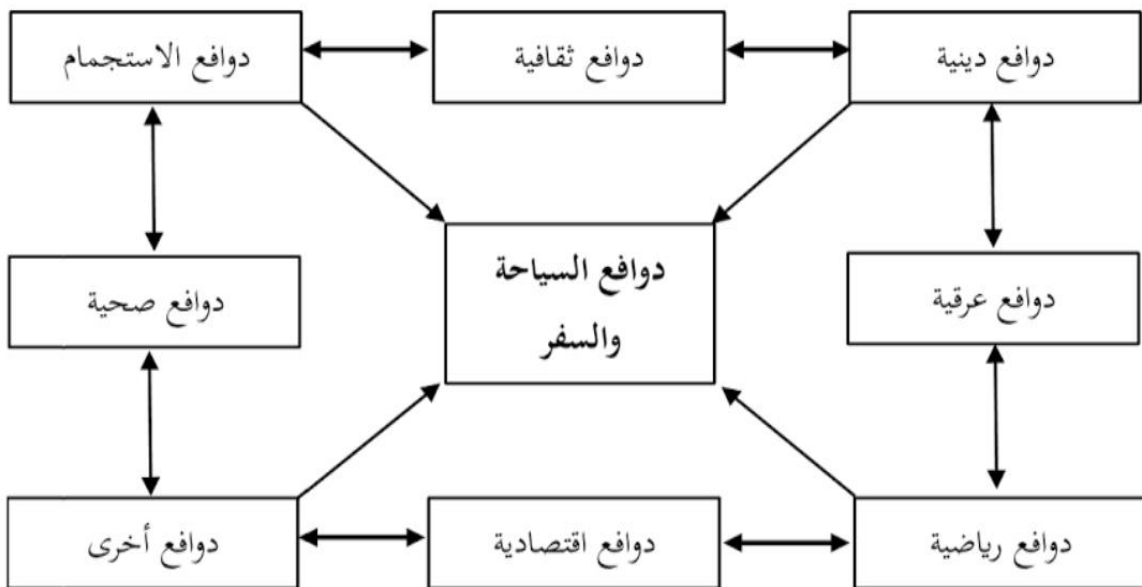 دوافع دينية
دوافع ثقافية
دوافع الاستجمام
دوافع السياحة
والسفر
دوافع عرقية
دوافع صحية
دوافع رياضية
دوافع اقتصادية
دوافع أخرى